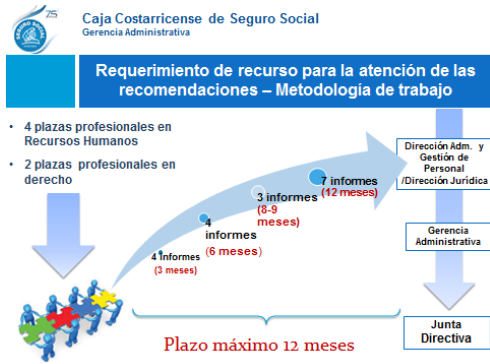 75
SEGURO SOCIAL
Caja Costarricense de Seguro Social
Gerencia Administrativa
Requerimiento de recurso para la atención de las
recomendaciones – Metodología de trabajo
• 4 plazas profesionales en
Recursos Humanos
• 2 plazas profesionales en
derecho
4 informes
(3 meses)
4
informes
(6 meses)
3 informes
(8-9
meses)
7 informes
(12 meses)
Dirección Adm. y
Gestión de
Personal
/Dirección Jurídica
Gerencia
Administrativa
Junta
Directiva
Plazo máximo 12 meses